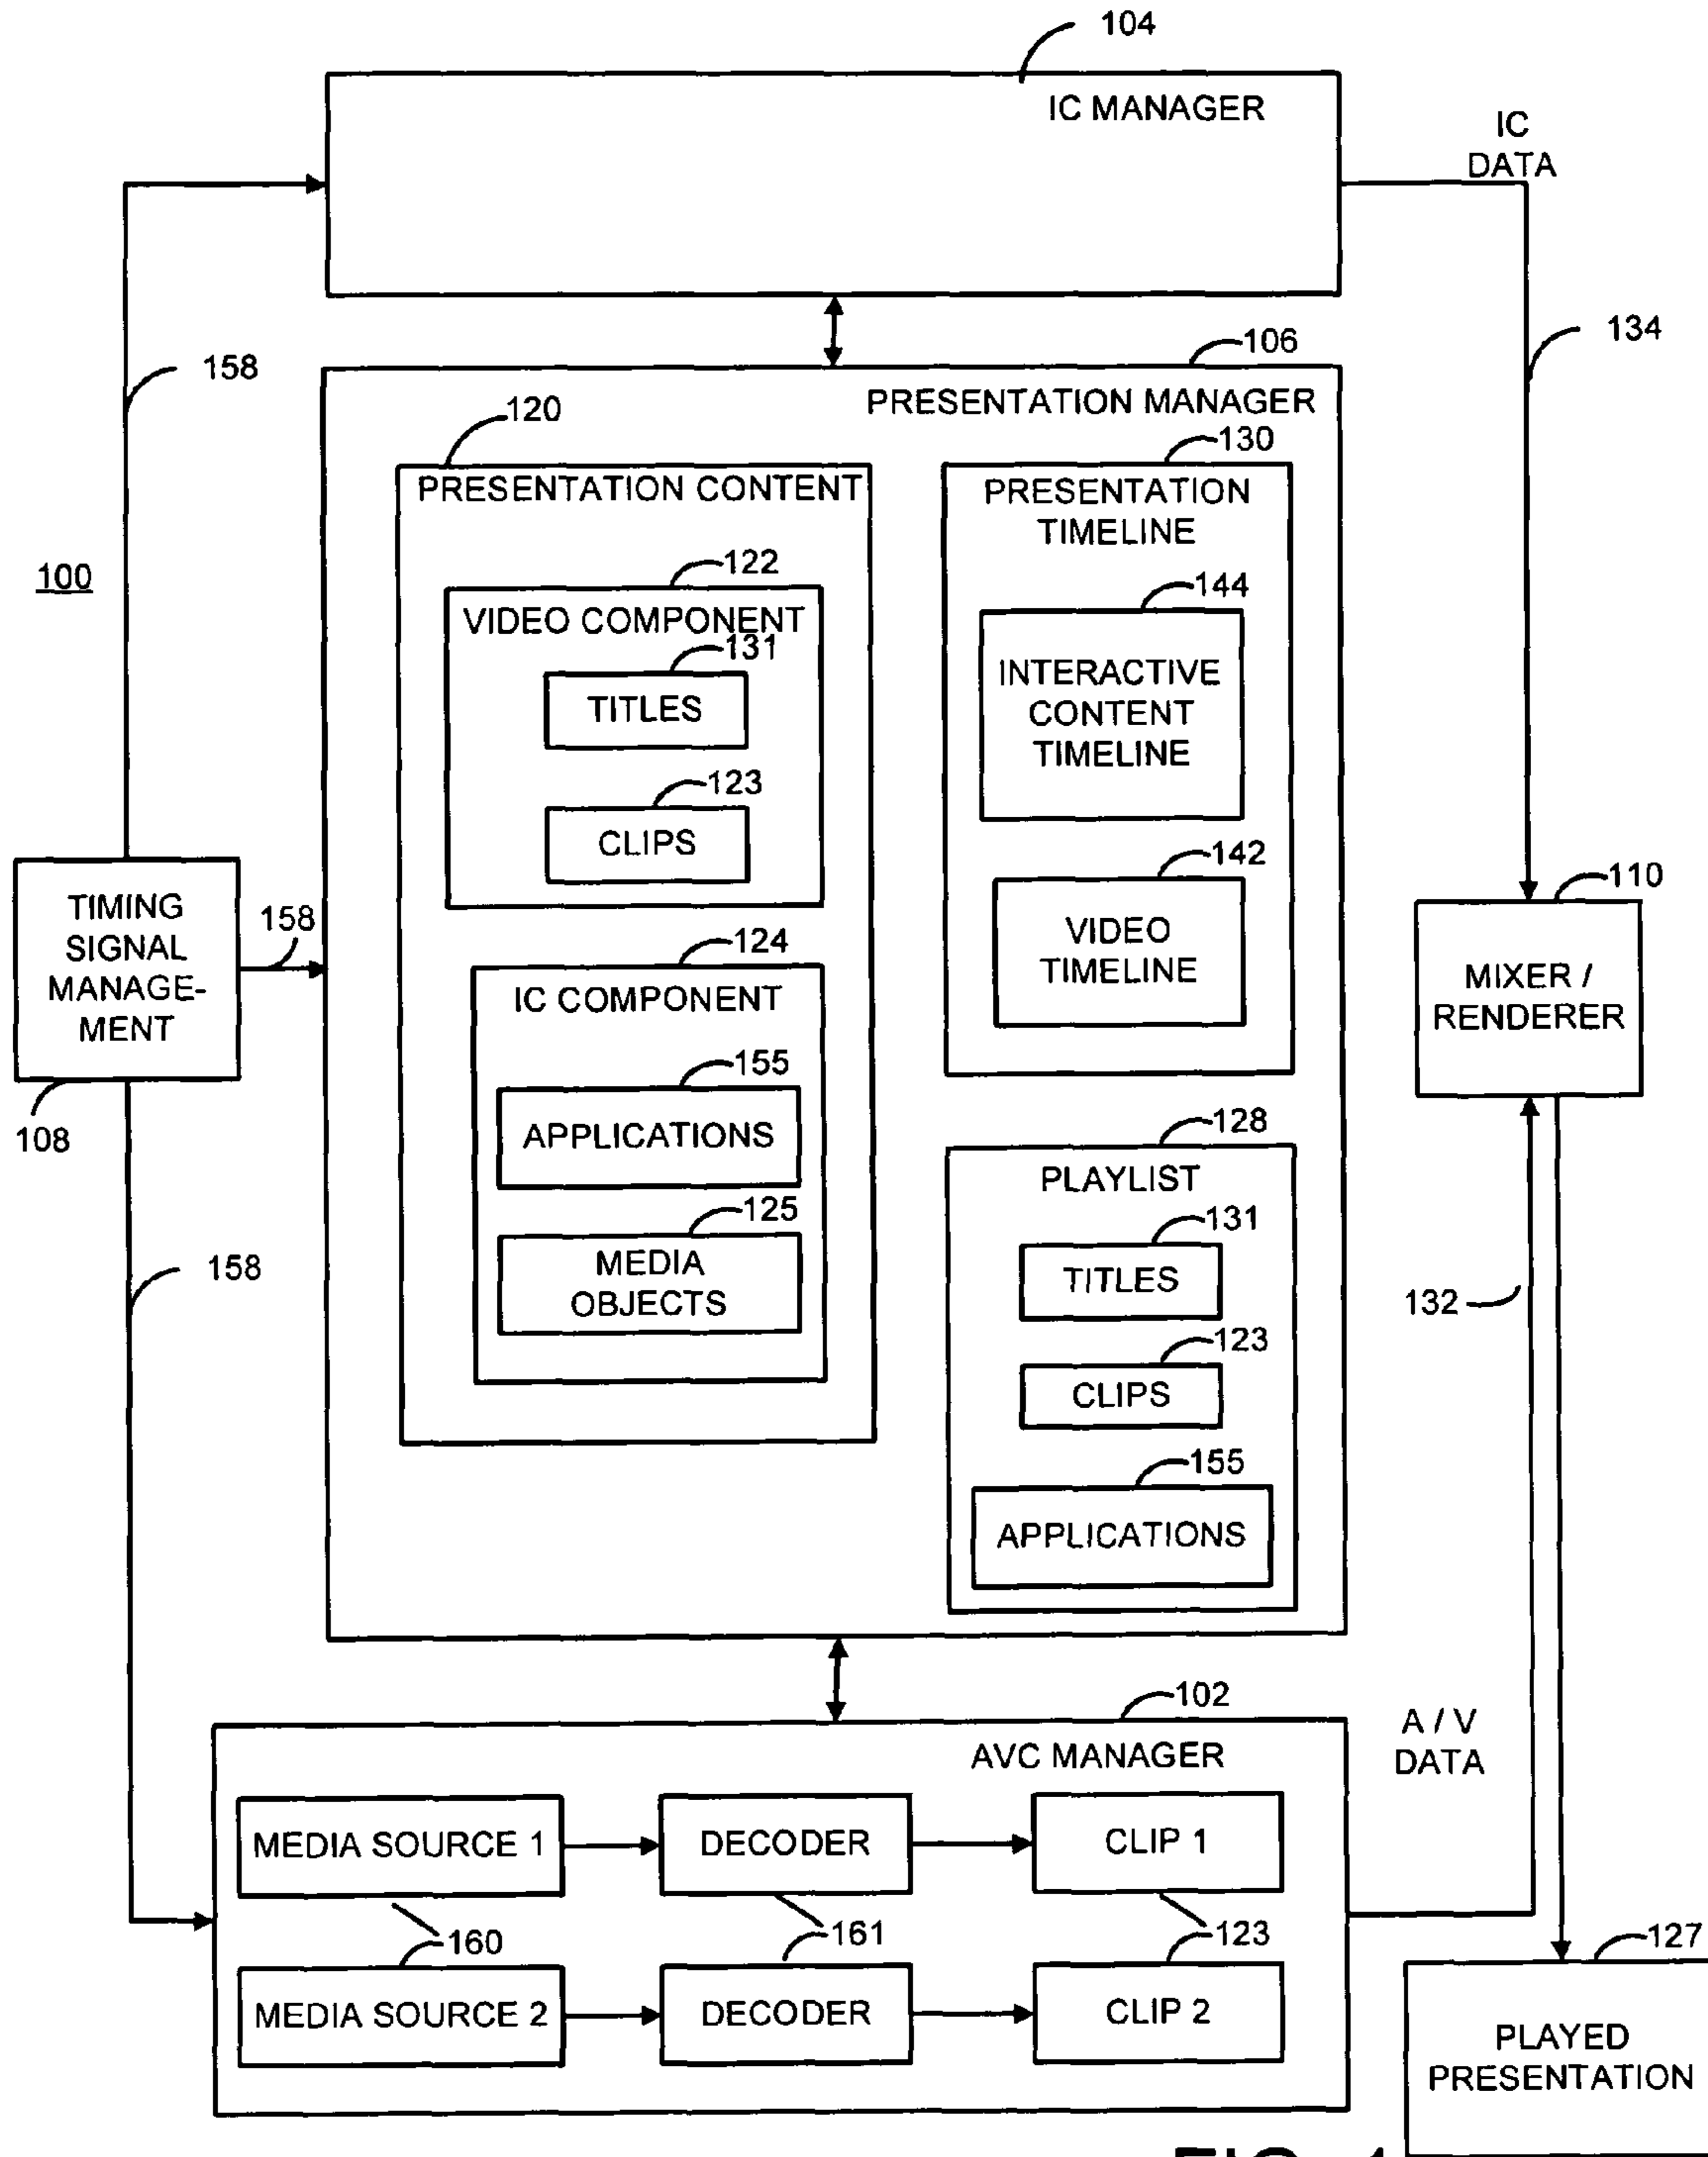 104
IC MANAGER
IC
DATA
134
158
106
PRESENTATION MANAGER
120
130
PRESENTATION CONTENT
PRESENTATION
TIMELINE
100
122
VIDEO COMPONENT
131
TITLES
123
CLIPS
144
INTERACTIVE
CONTENT
TIMELINE
142
VIDEO
TIMELINE
TIMING
SIGNAL
MANAGE-
MENT
108
158
110
MIXER /
RENDERER
124
IC COMPONENT
155
APPLICATIONS
125
MEDIA
OBJECTS
128
PLAYLIST
131
TITLES
123
CLIPS
155
APPLICATIONS
158
132
102
AVC MANAGER
A / V
DATA
MEDIA SOURCE 1
DECODER
CLIP 1
160
161
123
MEDIA SOURCE 2
DECODER
CLIP 2
127
PLAYED
PRESENTATION